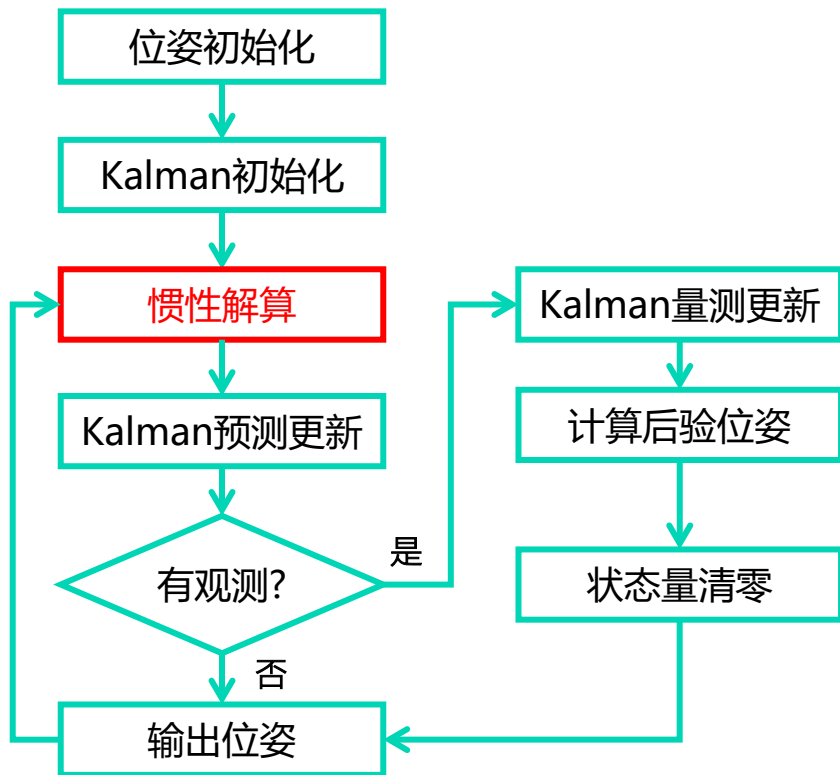 位姿初始化
Kalman初始化
惯性解算
Kalman预测更新
有观测?
是
否
输出位姿
Kalman量测更新
计算后验位姿
状态量清零